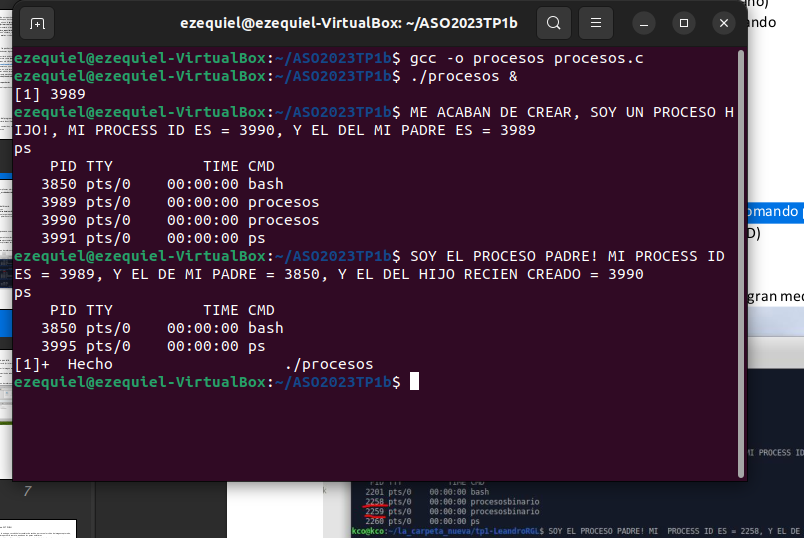 ezequiel@ezequiel-VirtualBox: ~/ASO2023TP1b
ezequiel@ezequiel-VirtualBox:~/ASO2023TP1b$ gcc -o procesos procesos.c
ezequiel@ezequiel-VirtualBox:~/ASO2023TP1b$ ./procesos &
[1] 3989
ezequiel@ezequiel-VirtualBox:~/ASO2023TP1b$ ME ACABAN DE CREAR, SOY UN PROCESO H
IJO!, MI PROCESS ID ES = 3990, Y EL DEL MI PADRE ES = 3989
ps
PID TTY TIME CMD
3850 pts/0 00:00:00 bash
3989 pts/0 00:00:00 procesos
3990 pts/0 00:00:00 procesos
3991 pts/0 00:00:00 ps
ezequiel@ezequiel-VirtualBox:~/ASO2023TP1b$ SOY EL PROCESO PADRE! MI PROCESS ID
ES = 3989, Y EL DE MI PADRE = 3850, Y EL DEL HIJO RECIEN CREADO = 3990
ps
PID TTY TIME CMD
3850 pts/0 00:00:00 bash
3995 pts/0 00:00:00 ps
[1]+ Hecho ./procesos
ezequiel@ezequiel-VirtualBox:~/ASO2023TP1b$
ando
omando
D)
gran med
MI PROCESS ID
PID TTY TIME CMD
2201 pts/0 00:00:00 bash
2258 pts/0 00:00:00 procesosbinario
2259 pts/0 00:00:00 procesosbinario
2260 pts/0 00:00:00 ps
kco@kco:~/la_carpeta_nueva/tp1-LeandroRGL$ SOY EL PROCESO PADRE! MI PROCESS ID ES = 2258, Y EL DE
7